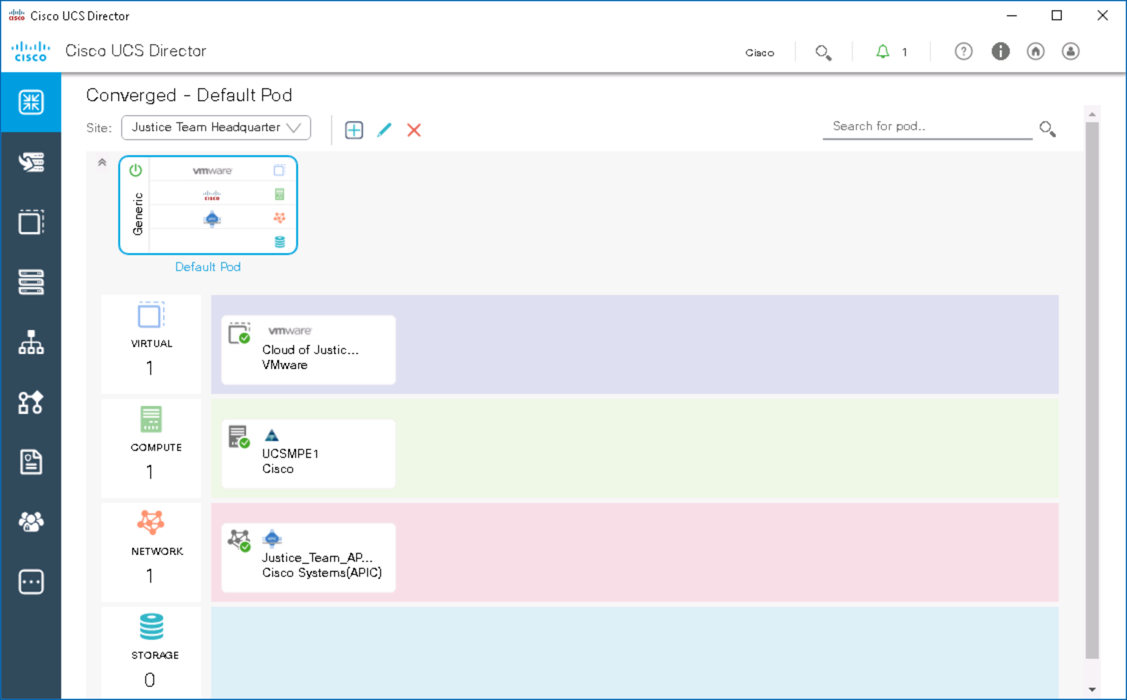 Cisco UCS Director
cisco Cisco UCS Director
Cisco
1
Converged - Default Pod
Site: Justice Team Headquarter
Search for pod..
Generic
vmware
cisco
Default Pod
VIRTUAL
1
vmware
Cloud of Justic...
VMware
COMPUTE
1
UCSMPE1
Cisco
NETWORK
1
Justice_Team_AP...
Cisco Systems(APIC)
STORAGE
0